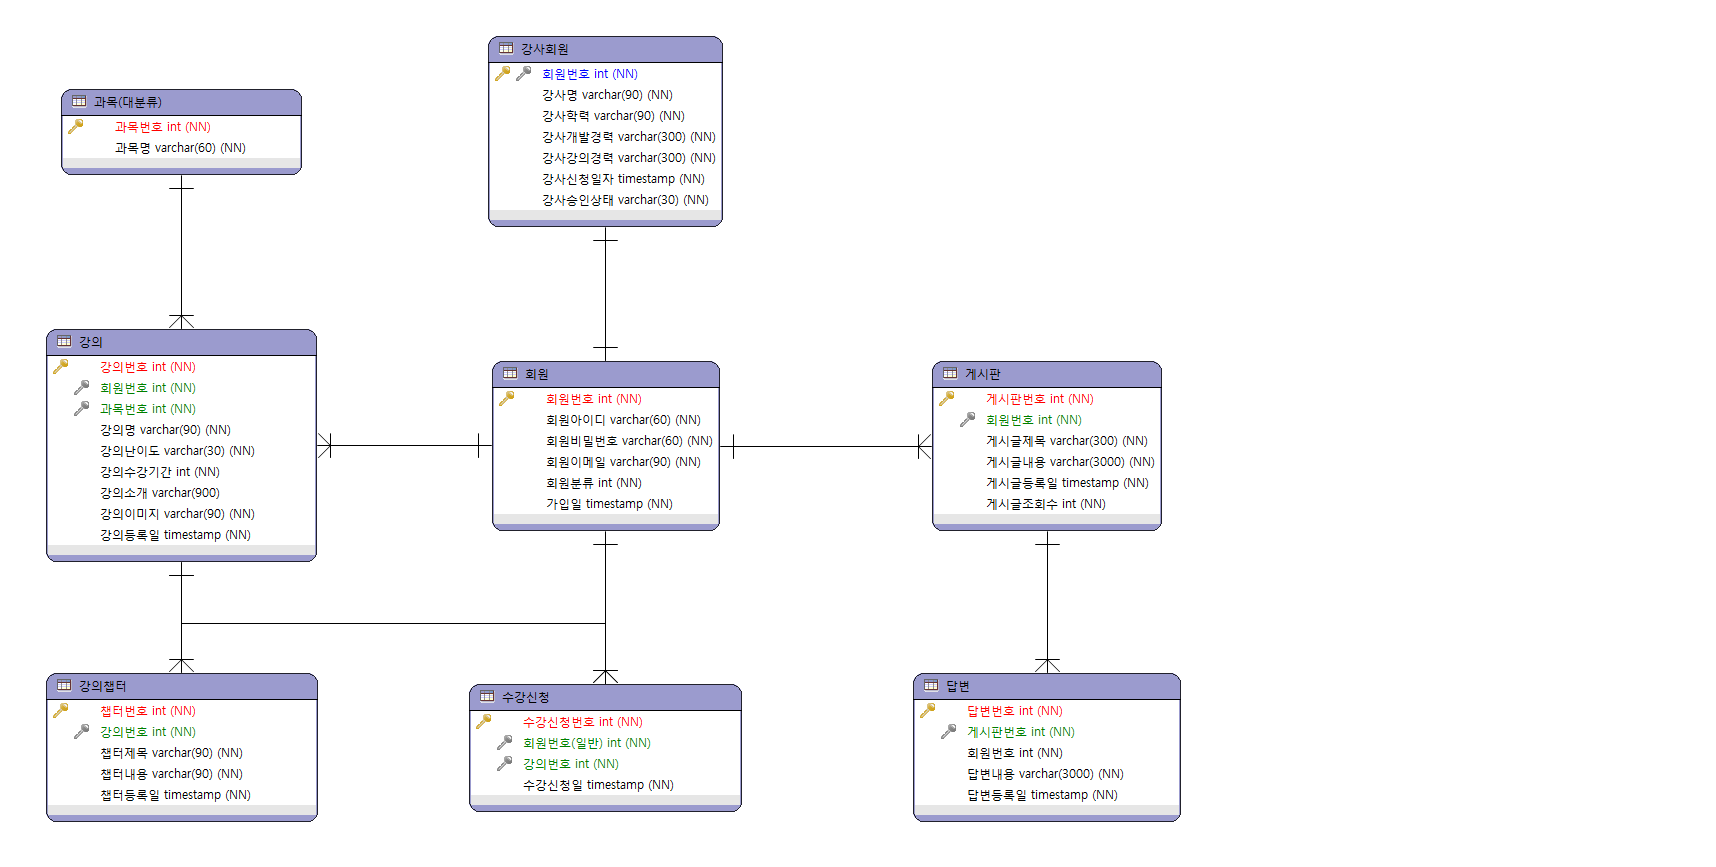 강사회원
회원번호 int (NN)
강사명 varchar(90) (NN)
강사학력 varchar(90) (NN)
강사개발경력 varchar(300) (NN)
강사강의경력 varchar(300) (NN)
강사신청일자 timestamp (NN)
강사승인상태 varchar(30) (NN)
과목(대분류)
과목번호 int (NN)
과목명 varchar(60) (NN)
강의
강의번호 int (NN)
회원번호 int (NN)
과목번호 int (NN)
강의명 varchar(90) (NN)
강의난이도 varchar(30) (NN)
강의수강기간 int (NN)
강의소개 varchar(900)
강의이미지 varchar(90) (NN)
강의등록일 timestamp (NN)
회원
회원번호 int (NN)
회원아이디 varchar(60) (NN)
회원비밀번호 varchar(60) (NN)
회원이메일 varchar(90) (NN)
회원분류 int (NN)
가입일 timestamp (NN)
게시판
게시판번호 int (NN)
회원번호 int (NN)
게시글제목 varchar(300) (NN)
게시글내용 varchar(3000) (NN)
게시글등록일 timestamp (NN)
게시글조회수 int (NN)
강의챕터
챕터번호 int (NN)
강의번호 int (NN)
챕터제목 varchar(90) (NN)
챕터내용 varchar(90) (NN)
챕터등록일 timestamp (NN)
수강신청
수강신청번호 int (NN)
회원번호(일반) int (NN)
강의번호 int (NN)
수강신청일 timestamp (NN)
답변
답변번호 int (NN)
게시판번호 int (NN)
회원번호 int (NN)
답변내용 varchar(3000) (NN)
답변등록일 timestamp (NN)